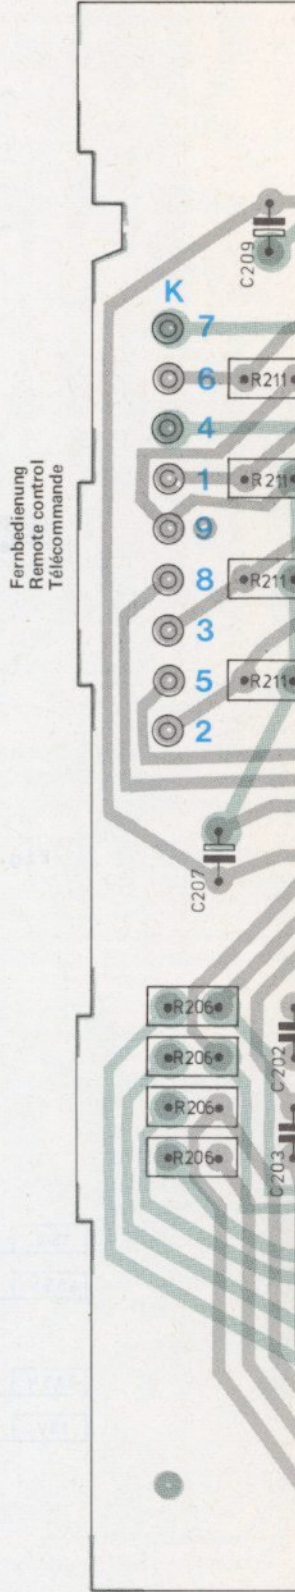 C209
K
7
6
R211
4
Fernbedienung
Remote control
Télécommande
1
R211
9
8
R211
3
5
R211
2
C207
R206
R206
C202
R206
R206
C203